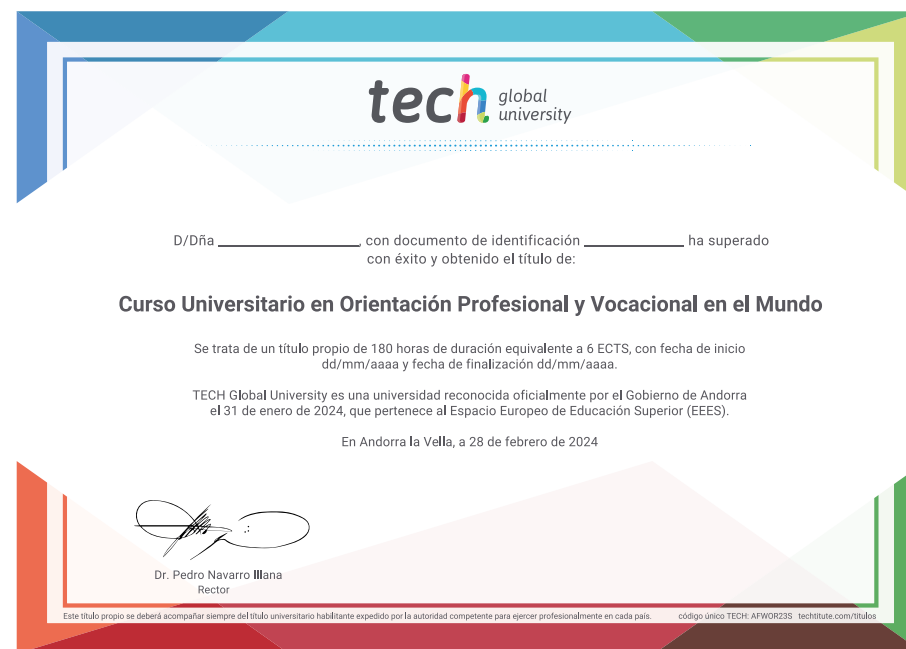 tech global university
D/Dña ____________________, con documento de identificación ______________ ha superado
con éxito y obtenido el título de:
Curso Universitario en Orientación Profesional y Vocacional en el Mundo
Se trata de un título propio de 180 horas de duración equivalente a 6 ECTS, con fecha de inicio
dd/mm/aaaa y fecha de finalización dd/mm/aaaa.
TECH Global University es una universidad reconocida oficialmente por el Gobierno de Andorra
el 31 de enero de 2024, que pertenece al Espacio Europeo de Educación Superior (EEES).
En Andorra la Vella, a 28 de febrero de 2024
Dr. Pedro Navarro Illana
Rector
Este título propio se deberá acompañar siempre del título universitario habilitante expedido por la autoridad competente para ejercer profesionalmente en cada país. código único TECH: AFWOR23S techtitute.com/titulos